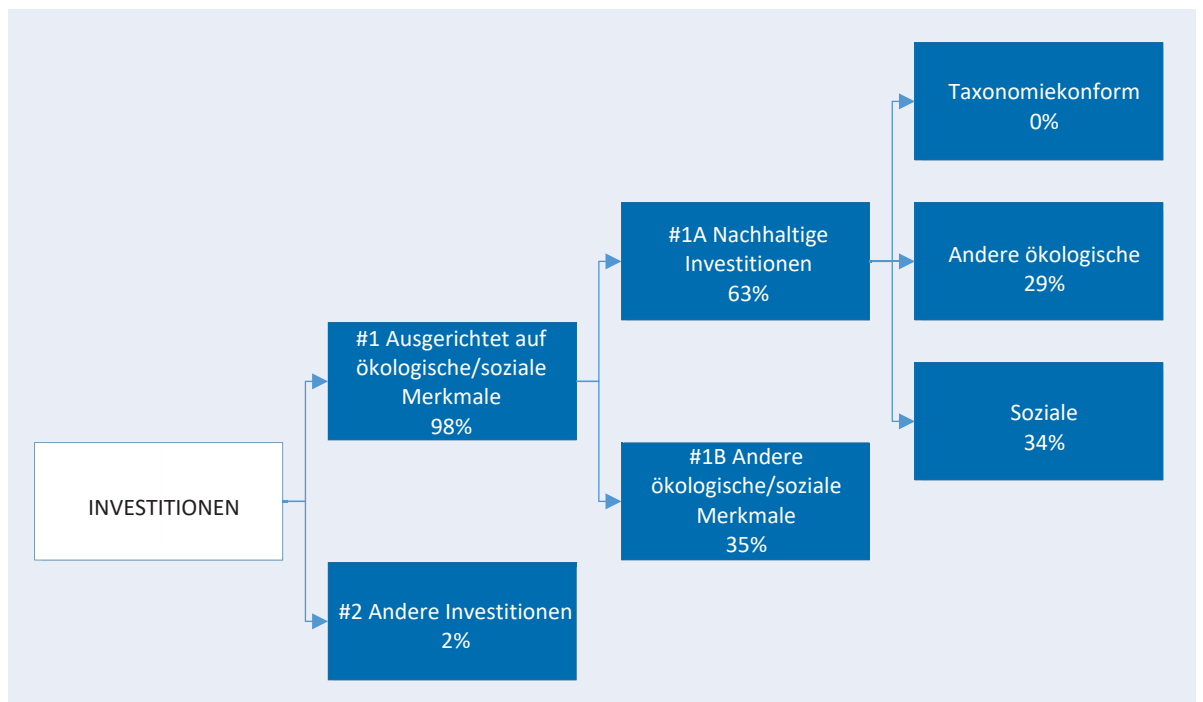 INVESTITIONEN
#1 Ausgerichtet auf
ökologische/soziale
Merkmale
98%
#2 Andere Investitionen
2%
#1A Nachhaltige
Investitionen
63%
#1B Andere
ökologische/soziale
Merkmale
35%
Taxonomiekonform
0%
Andere ökologische
29%
Soziale
34%